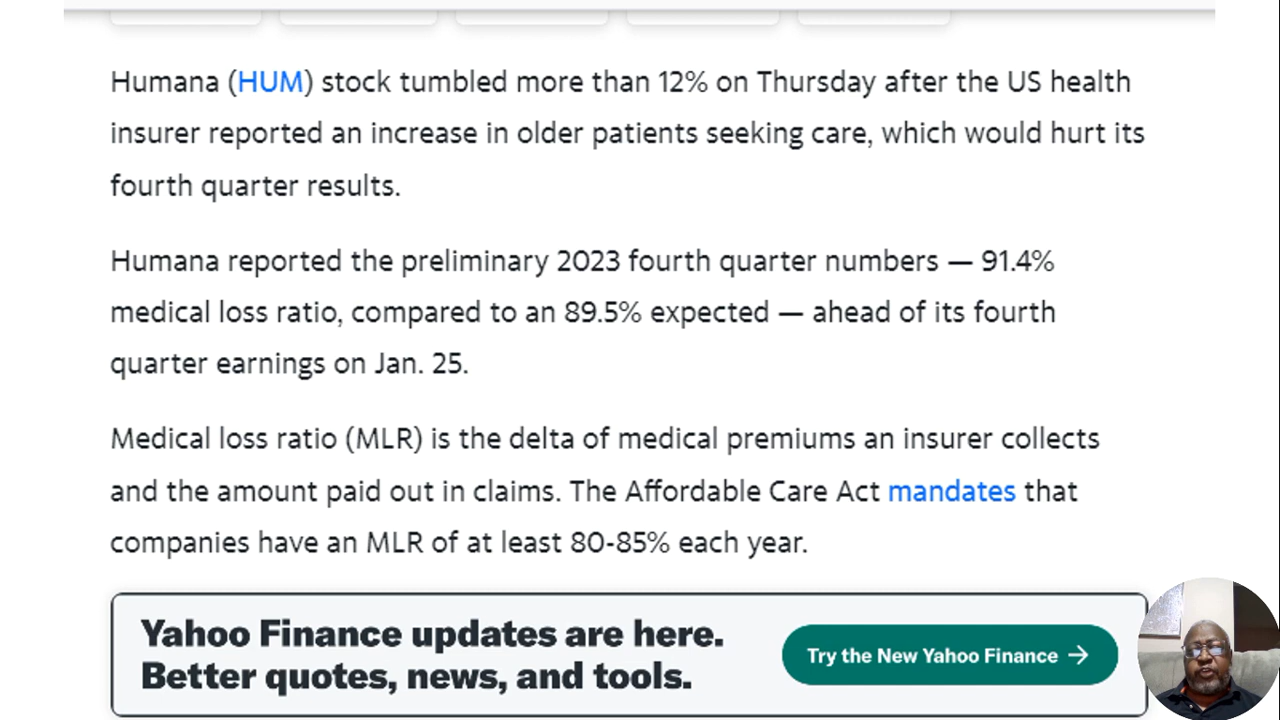 Humana (HUM) stock tumbled more than 12% on Thursday after the US health
insurer reported an increase in older patients seeking care, which would hurt its
fourth quarter results.
Humana reported the preliminary 2023 fourth quarter numbers — 91.4%
medical loss ratio, compared to an 89.5% expected — ahead of its fourth
quarter earnings on Jan. 25.
Medical loss ratio (MLR) is the delta of medical premiums an insurer collects
and the amount paid out in claims. The Affordable Care Act mandates that
companies have an MLR of at least 80-85% each year.
Yahoo Finance updates are here.
Better quotes, news, and tools.
Try the New Yahoo Finance →